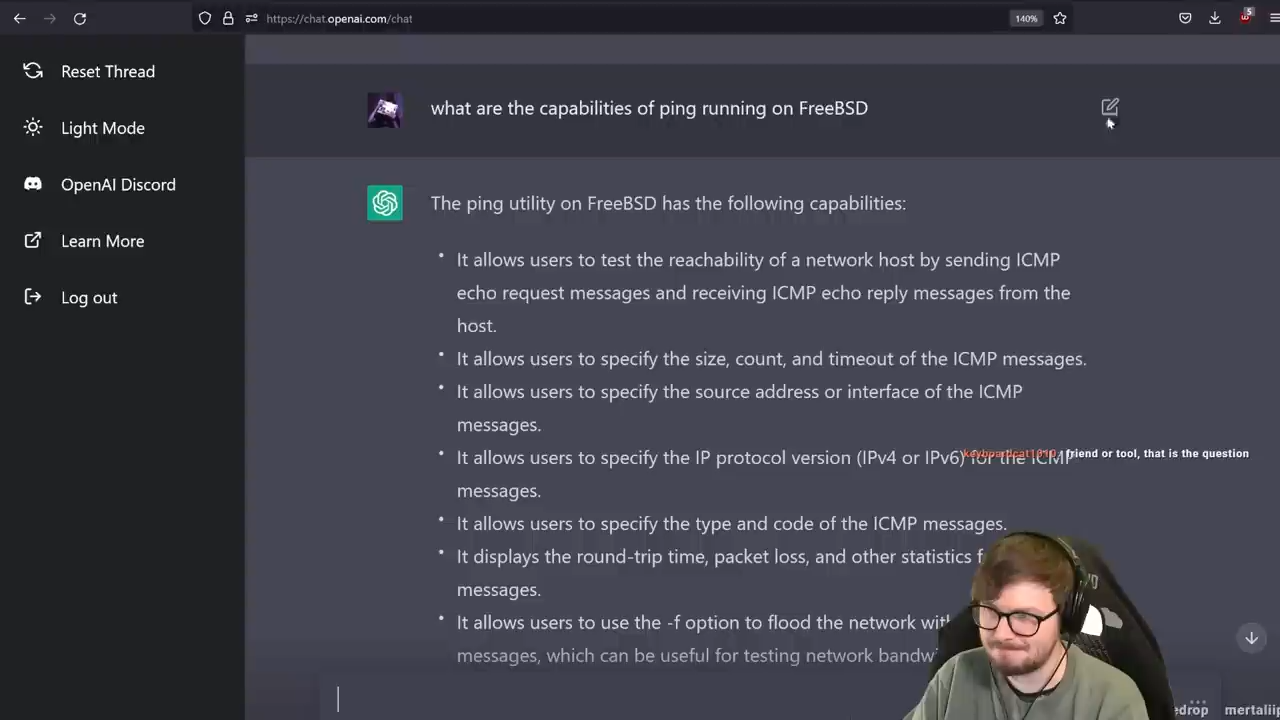 https://chat.openai.com/chat
140%
5
Reset Thread
Light Mode
OpenAI Discord
Learn More
Log out
what are the capabilities of ping running on FreeBSD
The ping utility on FreeBSD has the following capabilities:
It allows users to test the reachability of a network host by sending ICMP
echo request messages and receiving ICMP echo reply messages from the
host.
It allows users to specify the size, count, and timeout of the ICMP messages.
It allows users to specify the source address or interface of the ICMP
messages.
It allows users to specify the IP protocol version (IPv4 or IPv6) for the ICMP
messages.
keyboardcat1010: friend or tool, that is the question
It allows users to specify the type and code of the ICMP messages.
It displays the round-trip time, packet loss, and other statistics
messages.
It allows users to use the -f option to flood the network
messages, which can be useful for testing network
edrop mertaliip